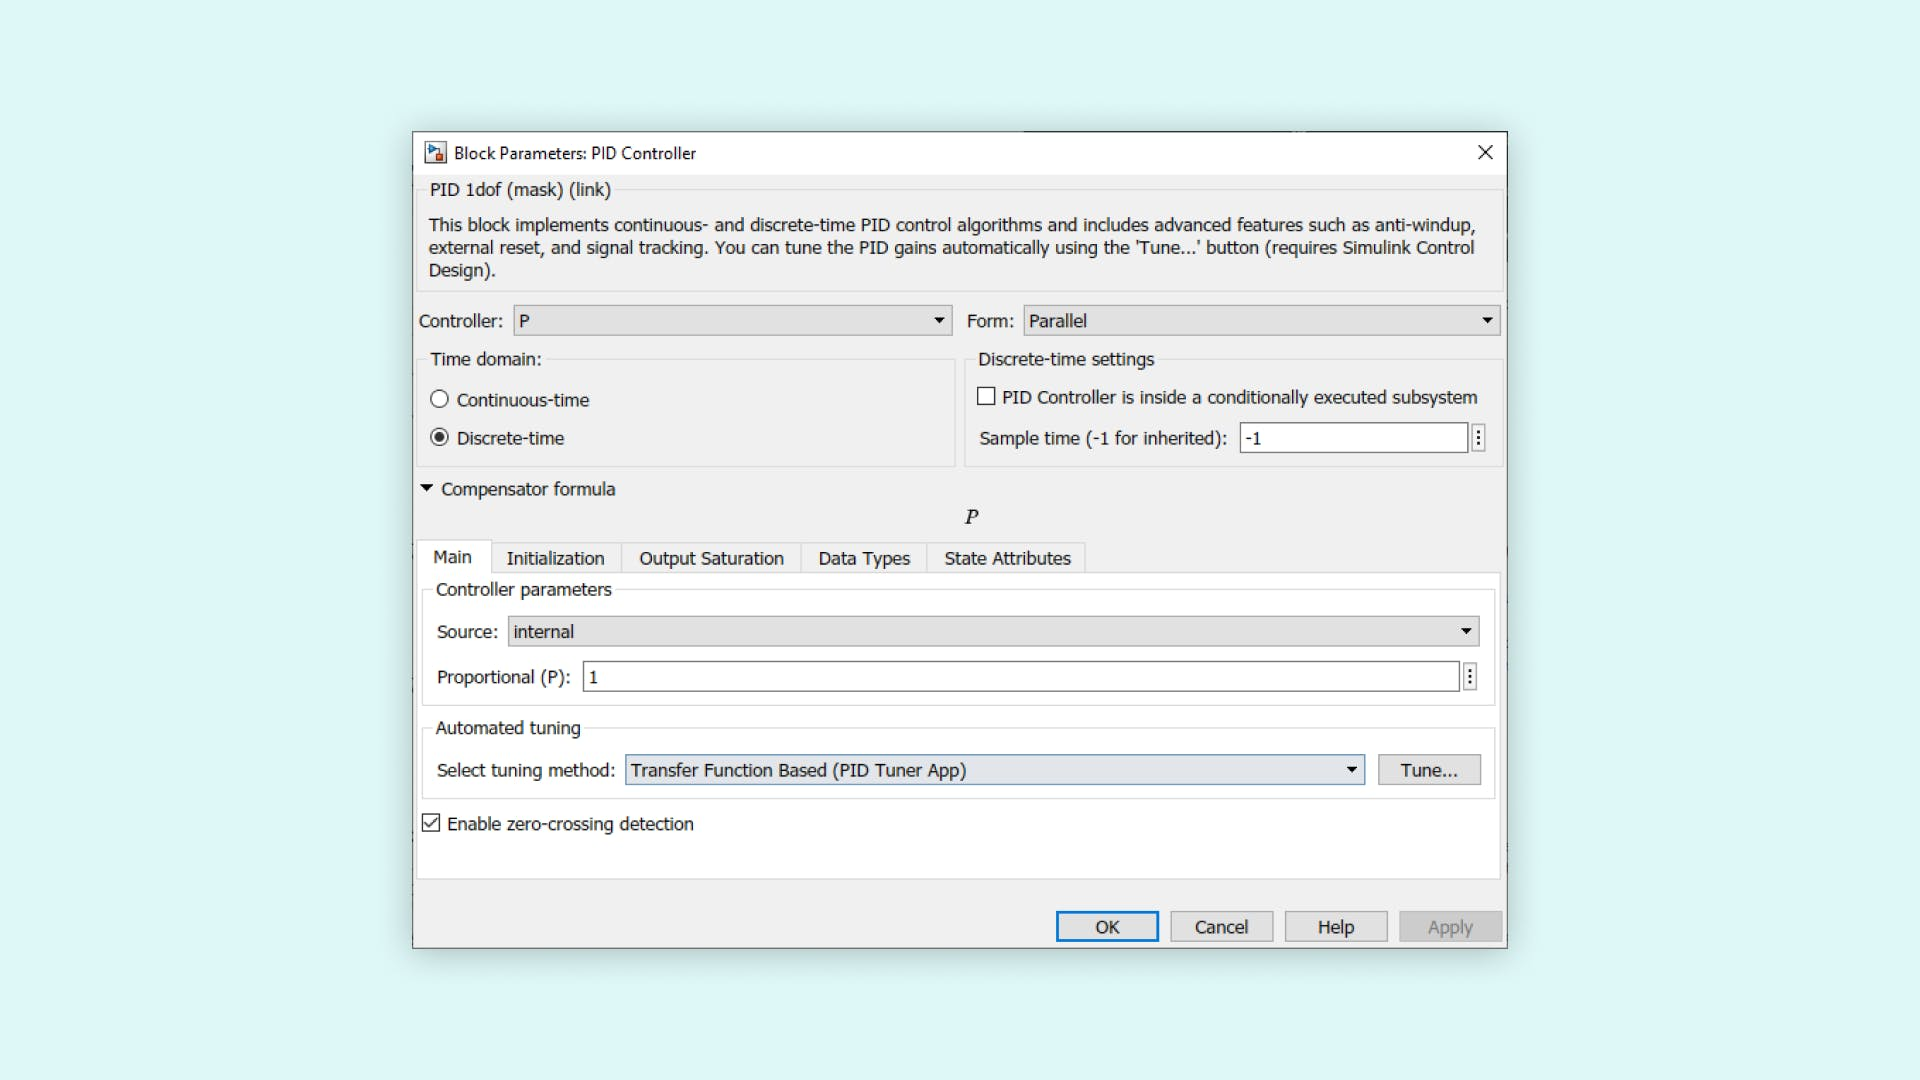 Block Parameters: PID Controller
PID 1dof (mask) (link)
This block implements continuous- and discrete-time PID control algorithms and includes advanced features such as anti-windup,
external reset, and signal tracking. You can tune the PID gains automatically using the 'Tune...' button (requires Simulink Control
Design).
Controller: P Form: Parallel
Time domain: Discrete-time settings
Continuous-time PID Controller is inside a conditionally executed subsystem
Discrete-time Sample time (-1 for inherited): -1
Compensator formula
P
Main Initialization Output Saturation Data Types State Attributes
Controller parameters
Source: internal
Proportional (P): 1
Automated tuning
Select tuning method: Transfer Function Based (PID Tuner App) Tune...
Enable zero-crossing detection
OK Cancel Help Apply